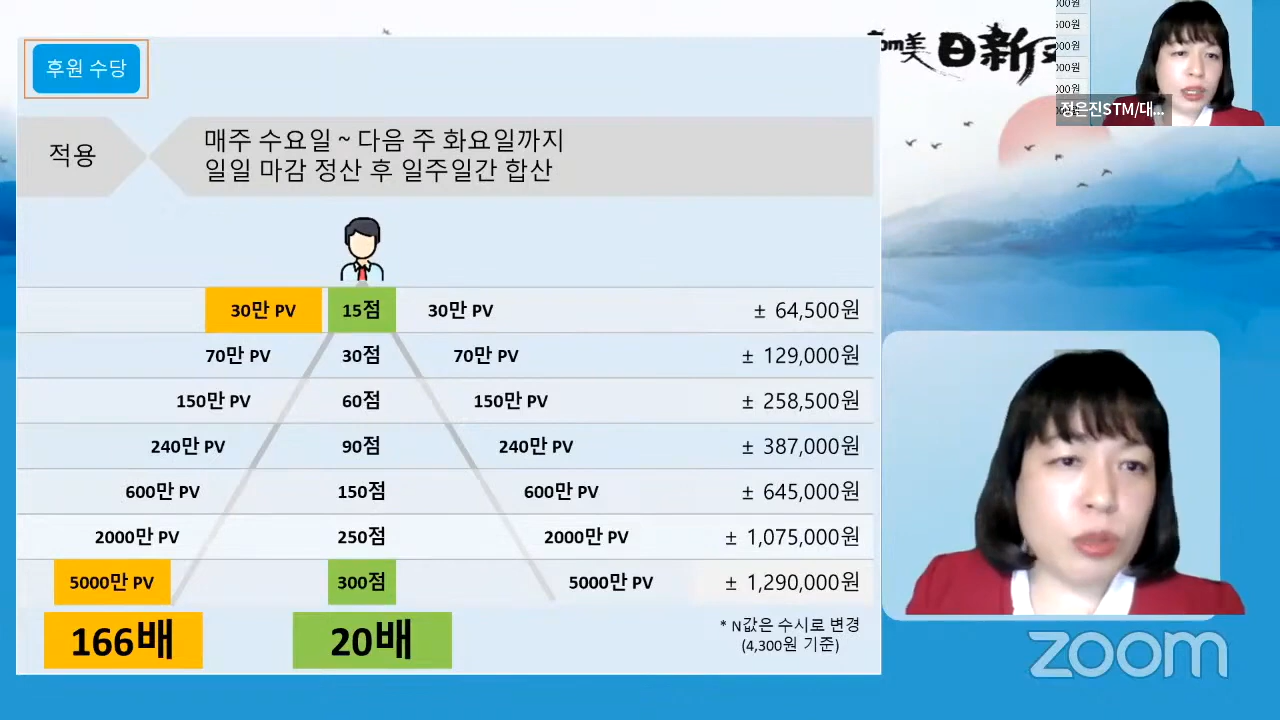 후원 수당
적용
매주 수요일 ~ 다음 주 화요일까지
일일 마감 정산 후 일주일간 합산
30만 PV 15점 30만 PV ± 64,500원
70만 PV 30점 70만 PV ± 129,000원
150만 PV 60점 150만 PV ± 258,500원
240만 PV 90점 240만 PV ± 387,000원
600만 PV 150점 600만 PV ± 645,000원
2000만 PV 250점 2000만 PV ± 1,075,000원
5000만 PV 300점 5000만 PV ± 1,290,000원
166배 20배
* N값은 수시로 변경
(4,300원 기준)
美日新
정은진STM/대...
zoom